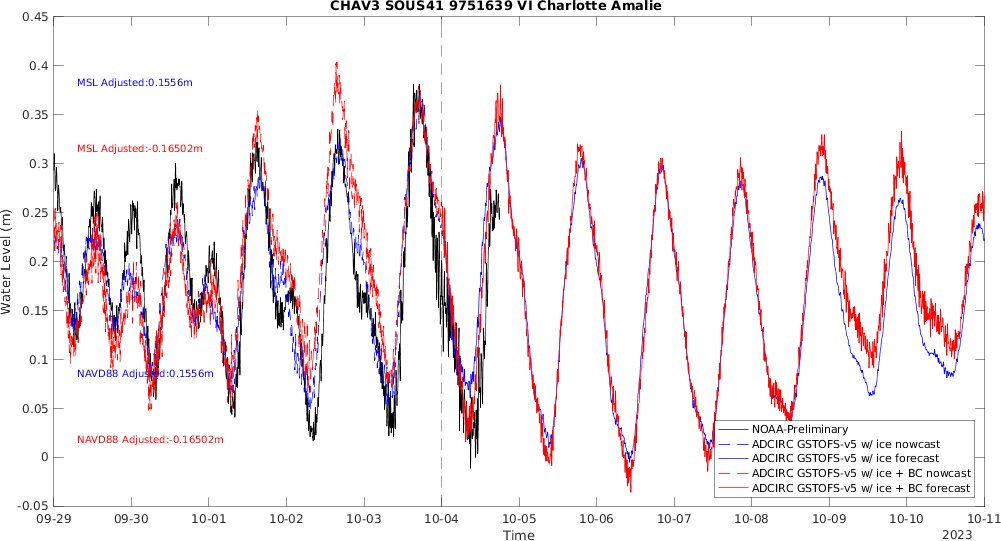 CHAV3 SOUS41 9751639 VI Charlotte Amalie
0.45
0.4
0.35
0.3
0.25
0.2
0.15
0.1
0.05
0
-0.05
Water Level (m)
MSL Adjusted:0.1556m
MSL Adjusted:-0.16502m
NAVD88 Adjusted:0.1556m
NAVD88 Adjusted:-0.16502m
NOAA-Preliminary
ADCIRC GSTOFS-v5 w/ ice nowcast
ADCIRC GSTOFS-v5 w/ ice forecast
ADCIRC GSTOFS-v5 w/ ice + BC nowcast
ADCIRC GSTOFS-v5 w/ ice + BC forecast
09-29 09-30 10-01 10-02 10-03 10-04 10-05 10-06 10-07 10-08 10-09 10-10 10-11
Time
2023